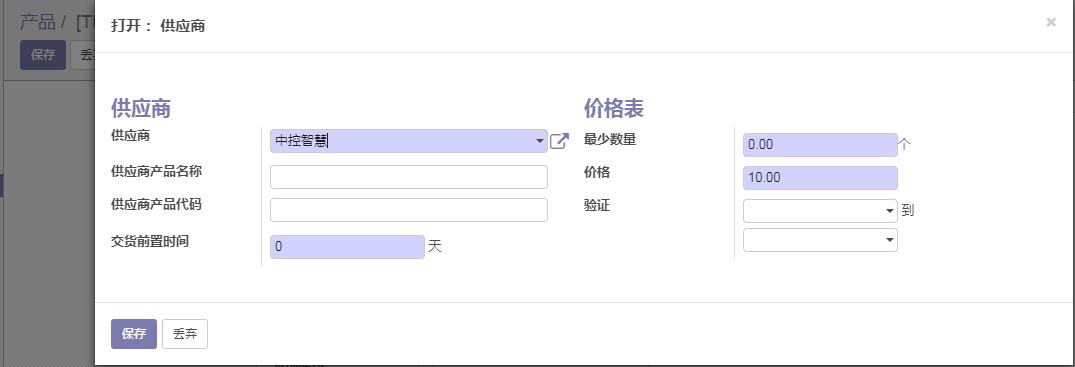 产品 / [T
保存 丢
打开： 供应商
×
供应商
供应商 中控智慧
供应商产品名称
供应商产品代码
交货前置时间 0 天
价格表
最少数量 0.00 个
价格 10.00
验证 到
保存 丢弃